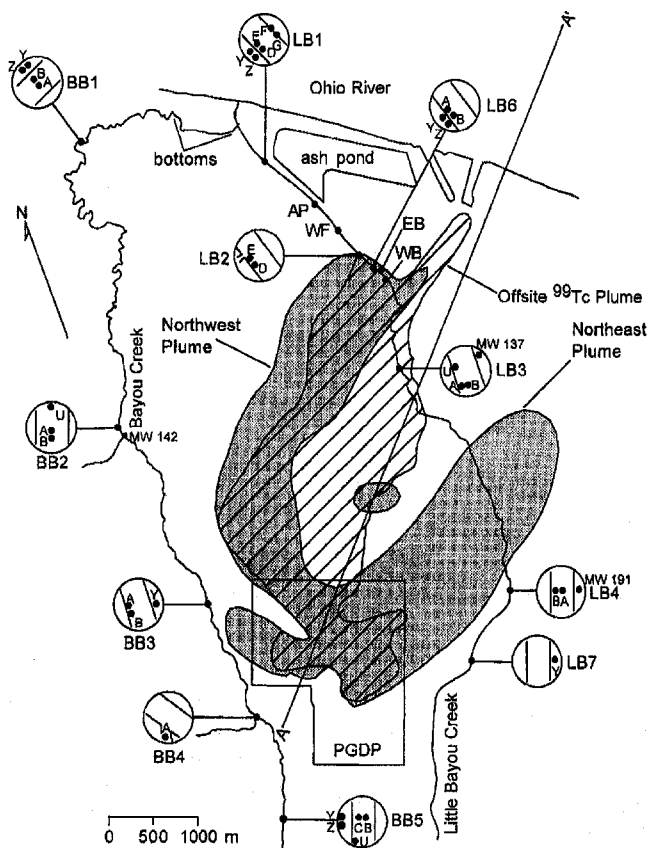 LB1
E F
D G
Y
Z
Y
Z
B
A
BB1
Ohio River
A'
LB6
A
B
Y
Z
bottoms
ash pond
N
AP
WF
EB
WB
LB2
E
Y
D
Offsite 99Tc Plume
Northwest
Plume
Northeast
Plume
MW 137
U
A B
LB3
Bayou Creek
U
A
B
BB2
MW 142
MW 191
BA
LB4
A
B
Y
BB3
Y
LB7
A
BB4
A
PGDP
Little Bayou Creek
Y
Z
CB
U
BB5
0 500 1000 m